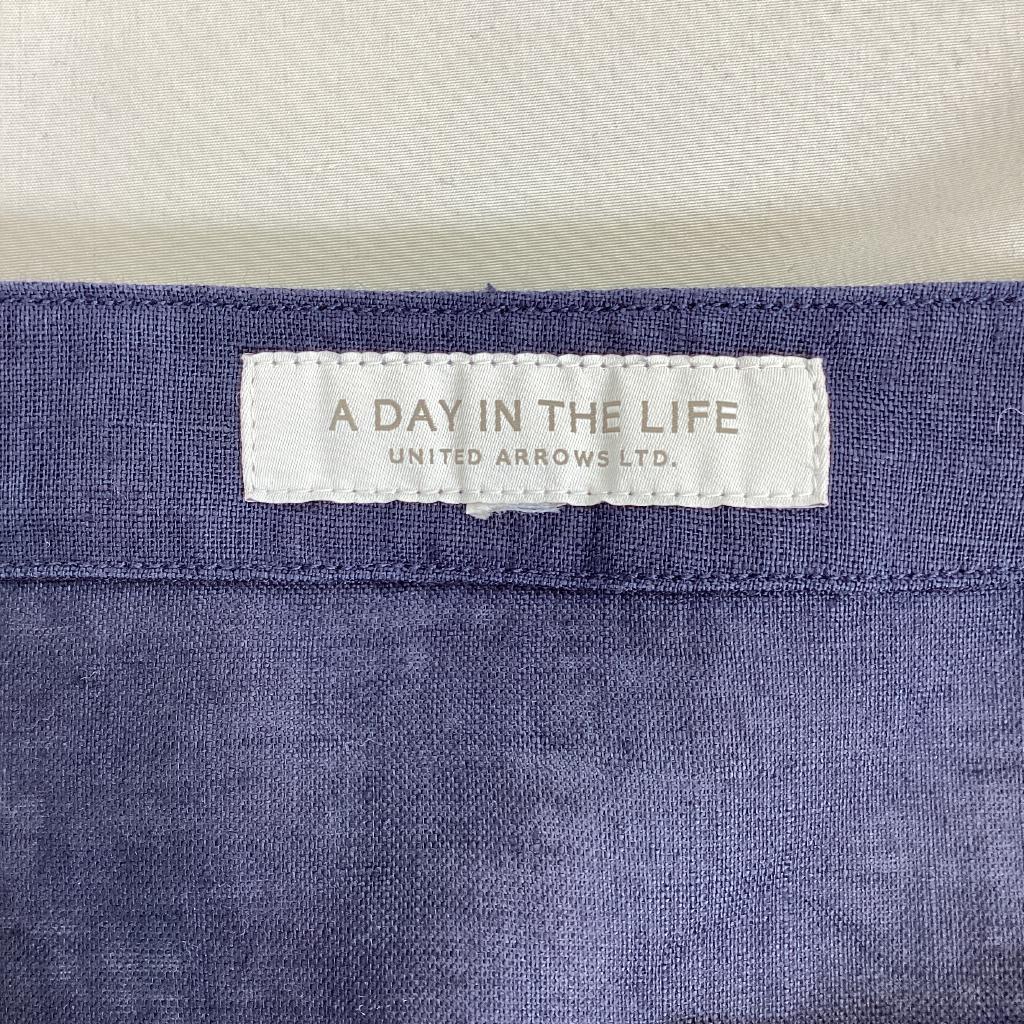 A DAY IN THE LIFE
UNITED ARROWS LTD.